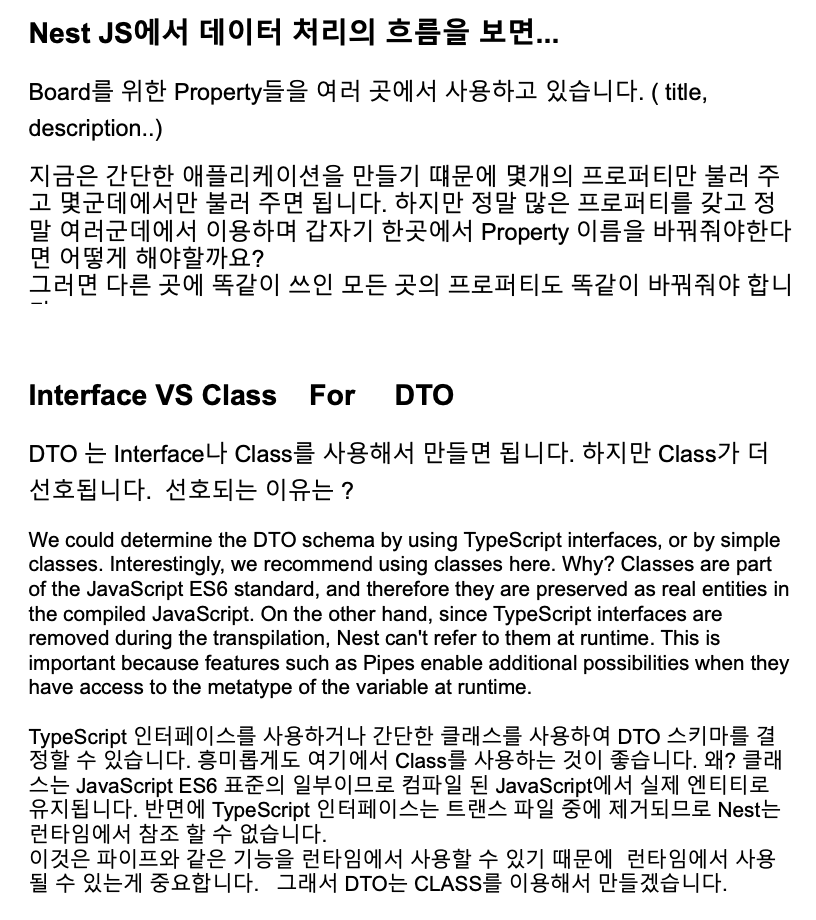 Nest JS에서 데이터 처리의 흐름을 보면...
Board를 위한 Property들을 여러 곳에서 사용하고 있습니다. ( title,
description..)
지금은 간단한 애플리케이션을 만들기 떄문에 몇개의 프로퍼티만 불러 주
고 몇군데에서만 불러 주면 됩니다. 하지만 정말 많은 프로퍼티를 갖고 정
말 여러군데에서 이용하며 갑자기 한곳에서 Property 이름을 바꿔줘야한다
면 어떻게 해야할까요?
그러면 다른 곳에 똑같이 쓰인 모든 곳의 프로퍼티도 똑같이 바꿔줘야 합니
Interface VS Class For DTO
DTO 는 Interface나 Class를 사용해서 만들면 됩니다. 하지만 Class가 더
선호됩니다. 선호되는 이유는 ?
We could determine the DTO schema by using TypeScript interfaces, or by simple
classes. Interestingly, we recommend using classes here. Why? Classes are part
of the JavaScript ES6 standard, and therefore they are preserved as real entities in
the compiled JavaScript. On the other hand, since TypeScript interfaces are
removed during the transpilation, Nest can't refer to them at runtime. This is
important because features such as Pipes enable additional possibilities when they
have access to the metatype of the variable at runtime.
TypeScript 인터페이스를 사용하거나 간단한 클래스를 사용하여 DTO 스키마를 결
정할 수 있습니다. 흥미롭게도 여기에서 Class를 사용하는 것이 좋습니다. 왜? 클래
스는 JavaScript ES6 표준의 일부이므로 컴파일 된 JavaScript에서 실제 엔티티로
유지됩니다. 반면에 TypeScript 인터페이스는 트랜스 파일 중에 제거되므로 Nest는
런타임에서 참조 할 수 없습니다.
이것은 파이프와 같은 기능을 런타임에서 사용할 수 있기 때문에 런타임에서 사용
될 수 있는게 중요합니다. 그래서 DTO는 CLASS를 이용해서 만들겠습니다.